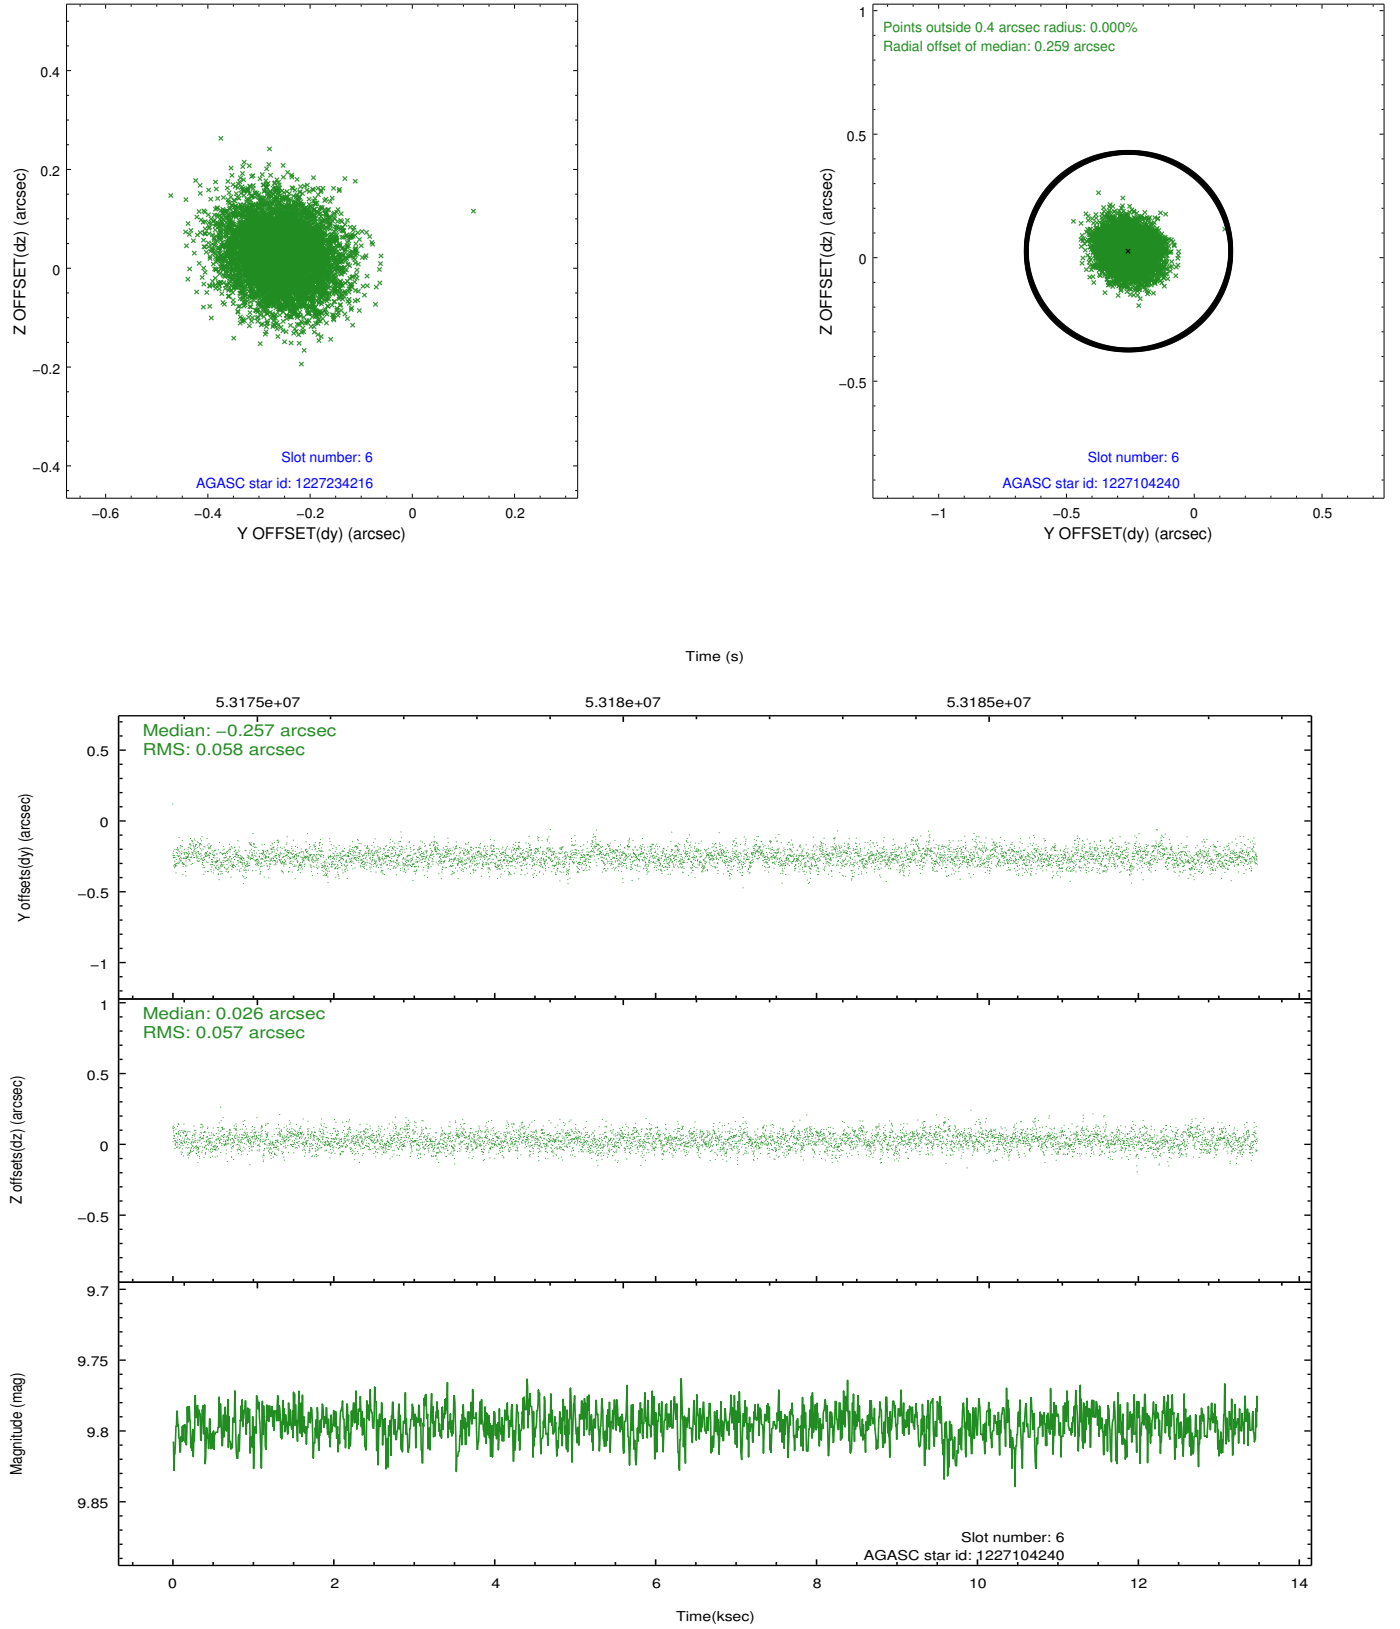 0.4
0.2
0
−0.2
−0.4
Z OFFSET(dz) (arcsec)
Slot number: 6
AGASC star id: 1227234216
−0.6 −0.4 −0.2 0 0.2
Y OFFSET(dy) (arcsec)
Points outside 0.4 arcsec radius: 0.000%
Radial offset of median: 0.259 arcsec
1
0.5
0
−0.5
Z OFFSET(dz) (arcsec)
Slot number: 6
AGASC star id: 1227104240
−1 −0.5 0 0.5
Y OFFSET(dy) (arcsec)
Time (s)
5.3175e+07 5.318e+07 5.3185e+07
Median: −0.257 arcsec
RMS: 0.058 arcsec
0.5
0
−0.5
−1
Y offsets(dy) (arcsec)
Median: 0.026 arcsec
RMS: 0.057 arcsec
1
0.5
0
−0.5
Z offsets(dz) (arcsec)
9.7
9.75
9.8
9.85
Magnitude (mag)
Slot number: 6
AGASC star id: 1227104240
0 2 4 6 8 10 12 14
Time(ksec)